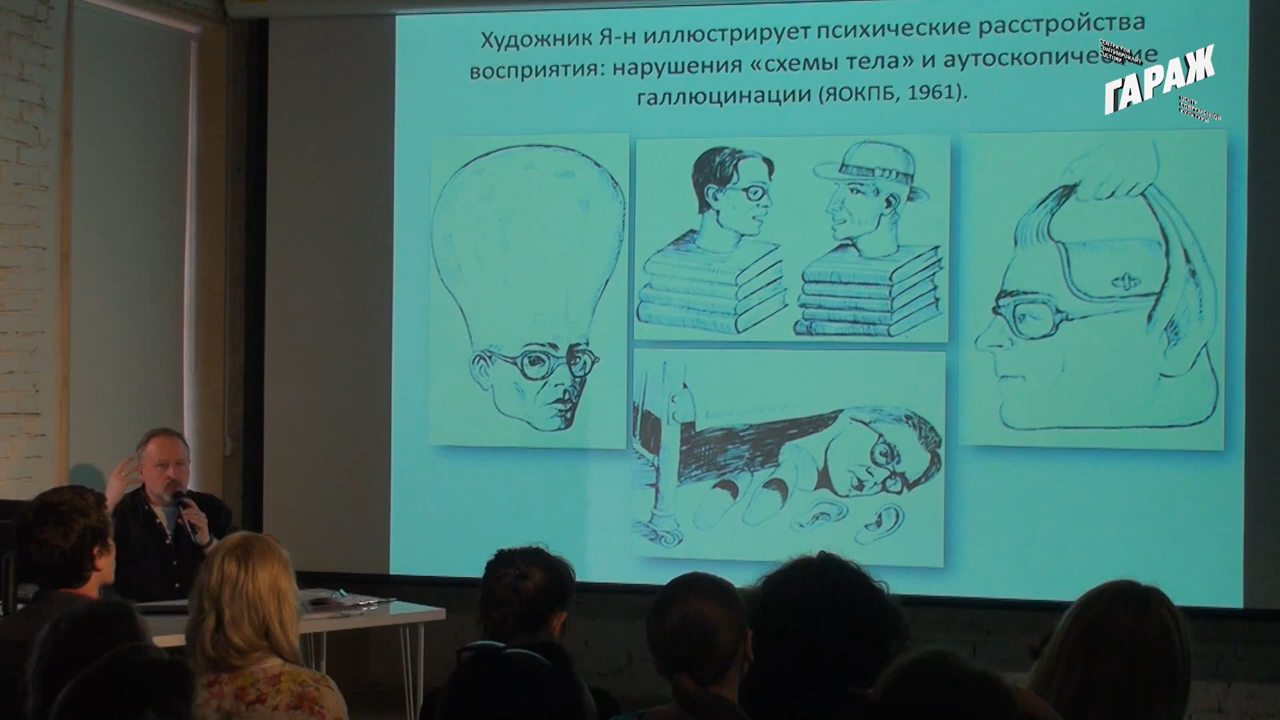 Художник Я-н иллюстрирует психические расстройства
восприятия: нарушения «схемы тела» и аутоскопические
галлюцинации (ЯОКПБ, 1961).
ГАРАЖ